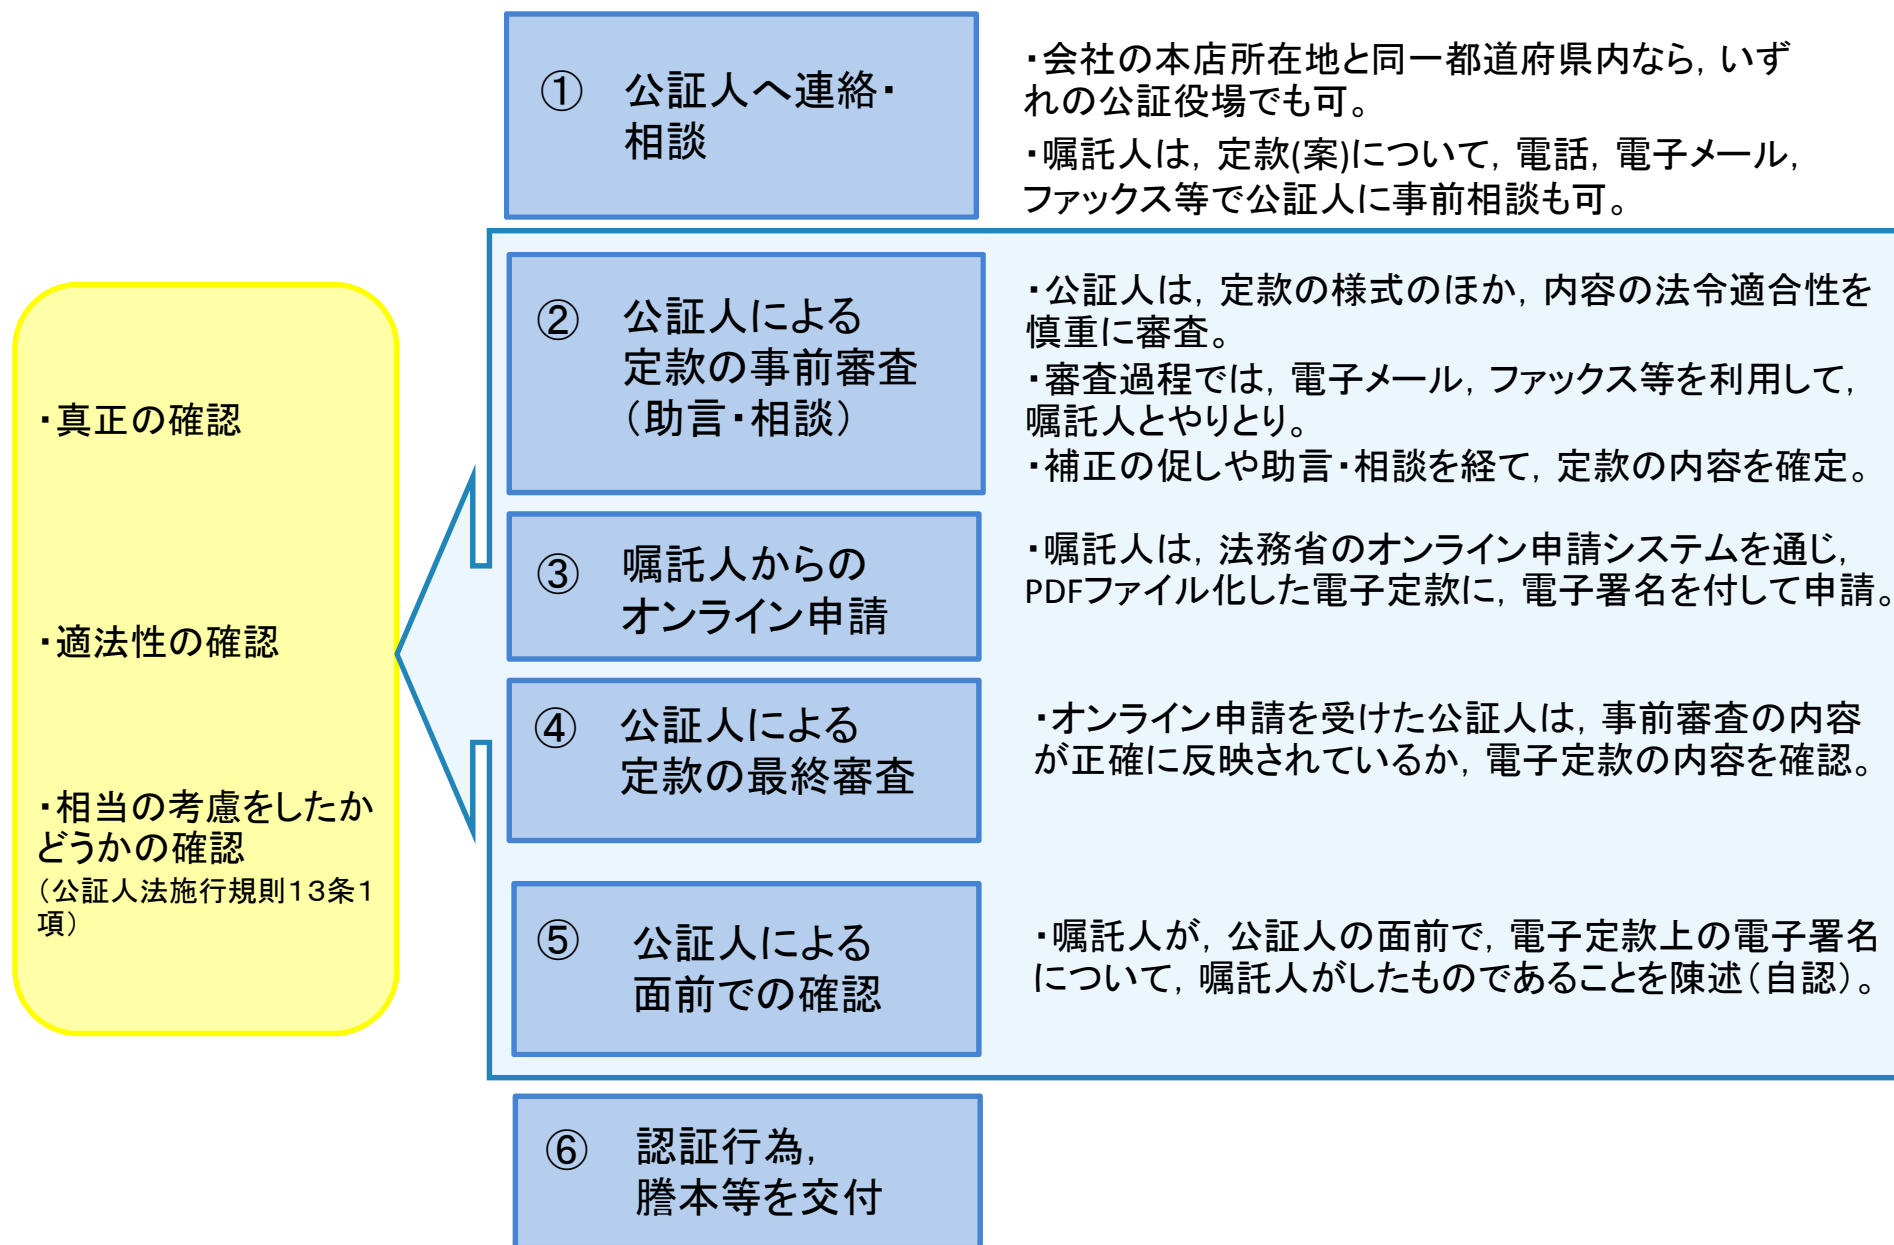 ① 公証人へ連絡・
相談
・会社の本店所在地と同一都道府県内なら，いず
れの公証役場でも可。
・嘱託人は，定款(案)について，電話，電子メール，
ファックス等で公証人に事前相談も可。
・真正の確認
・適法性の確認
・相当の考慮をしたか
どうかの確認
（公証人法施行規則１３条１
項）
② 公証人による
定款の事前審査
（助言・相談）
・公証人は，定款の様式のほか，内容の法令適合性を
慎重に審査。
・審査過程では，電子メール，ファックス等を利用して，
嘱託人とやりとり。
・補正の促しや助言・相談を経て，定款の内容を確定。
③ 嘱託人からの
オンライン申請
・嘱託人は，法務省のオンライン申請システムを通じ，
PDFファイル化した電子定款に，電子署名を付して申請。
④ 公証人による
定款の最終審査
・オンライン申請を受けた公証人は，事前審査の内容
が正確に反映されているか，電子定款の内容を確認。
⑤ 公証人による
面前での確認
・嘱託人が，公証人の面前で，電子定款上の電子署名
について，嘱託人がしたものであることを陳述（自認）。
⑥ 認証行為，
謄本等を交付